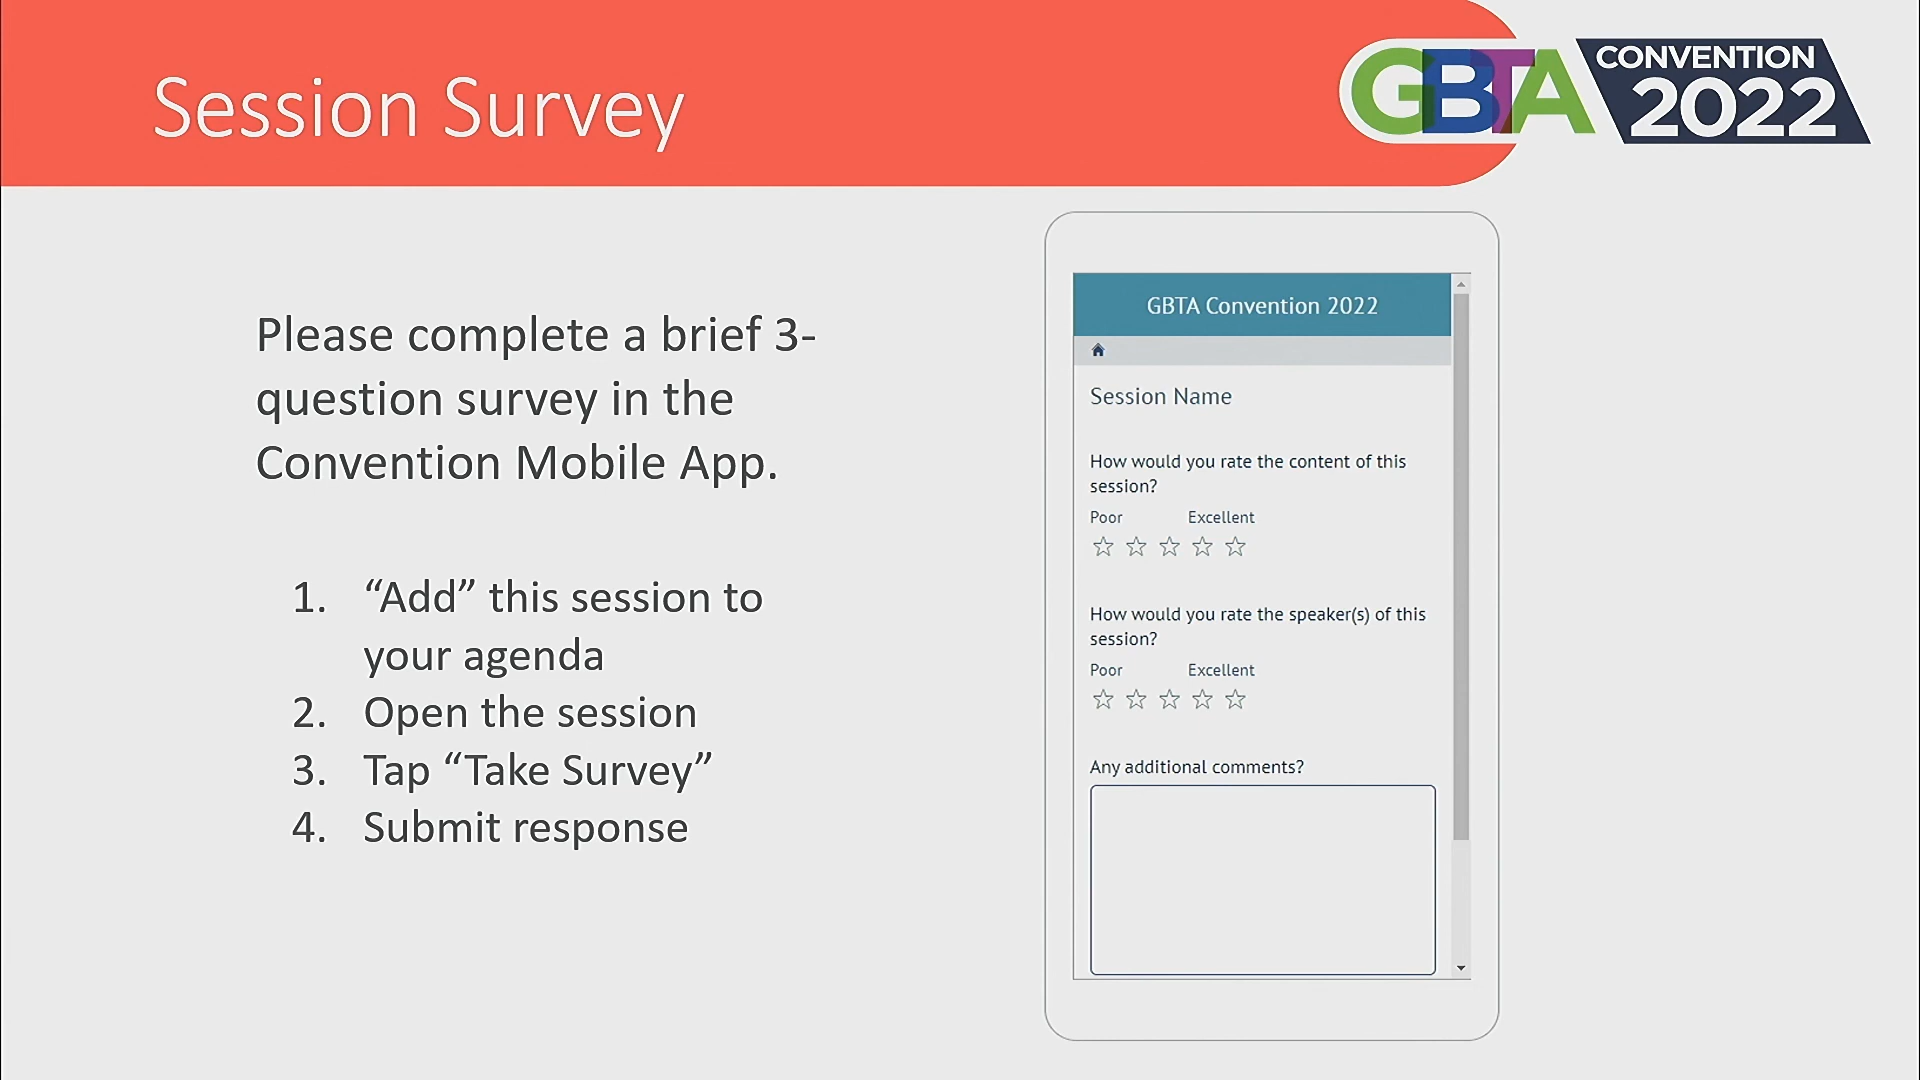 Session Survey
GBTA CONVENTION
2022
Please complete a brief 3-
question survey in the
Convention Mobile App.
1. “Add” this session to
your agenda
2. Open the session
3. Tap “Take Survey”
4. Submit response
GBTA Convention 2022
Session Name
How would you rate the content of this
session?
Poor Excellent
How would you rate the speaker(s) of this
session?
Poor Excellent
Any additional comments?